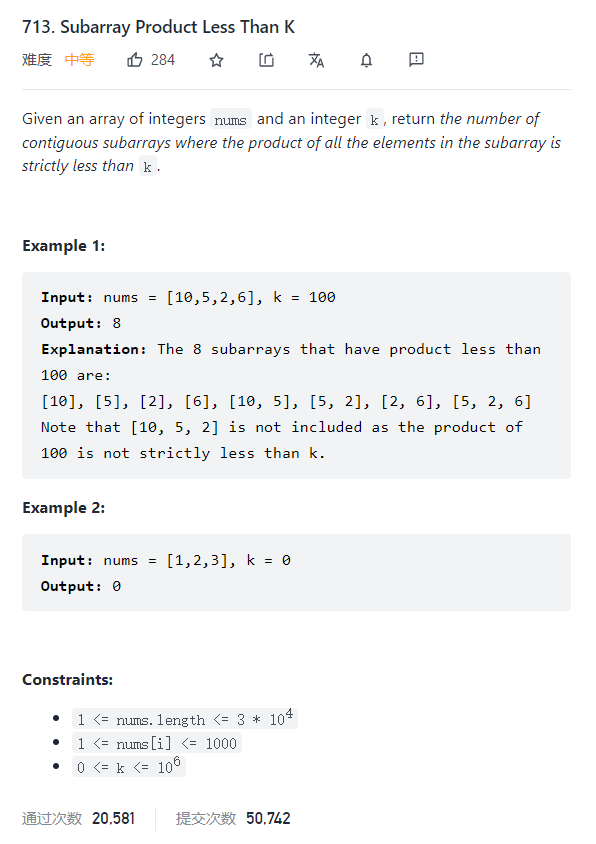 713. Subarray Product Less Than K
难度 中等 284
Given an array of integers nums and an integer k, return the number of
contiguous subarrays where the product of all the elements in the subarray is
strictly less than k.
Example 1:
Input: nums = [10,5,2,6], k = 100
Output: 8
Explanation: The 8 subarrays that have product less than
100 are:
[10], [5], [2], [6], [10, 5], [5, 2], [2, 6], [5, 2, 6]
Note that [10, 5, 2] is not included as the product of
100 is not strictly less than k.
Example 2:
Input: nums = [1,2,3], k = 0
Output: 0
Constraints:
• 1 <= nums.length <= 3 * 10⁴
• 1 <= nums[i] <= 1000
• 0 <= k <= 10⁶
通过次数 20,581 提交次数 50,742